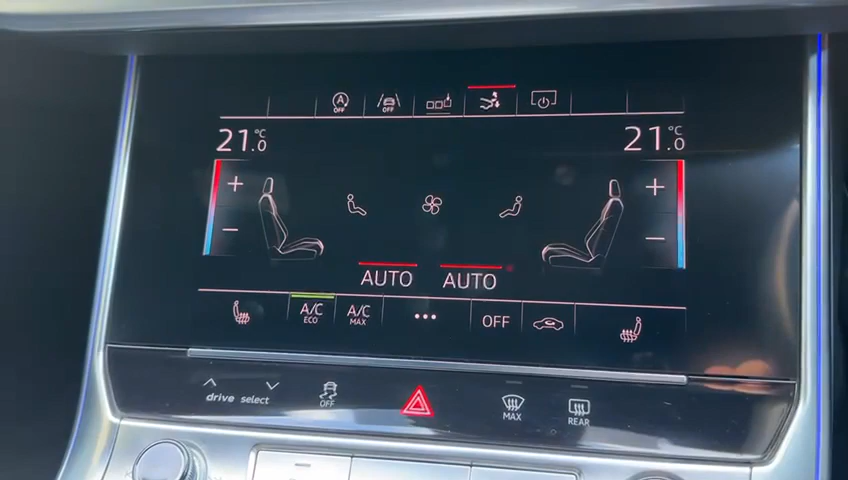 OFF OFF
21.0 °C 21.0 °C
+ +
− −
AUTO AUTO
A/C ECO A/C MAX ••• OFF
drive select OFF MAX REAR